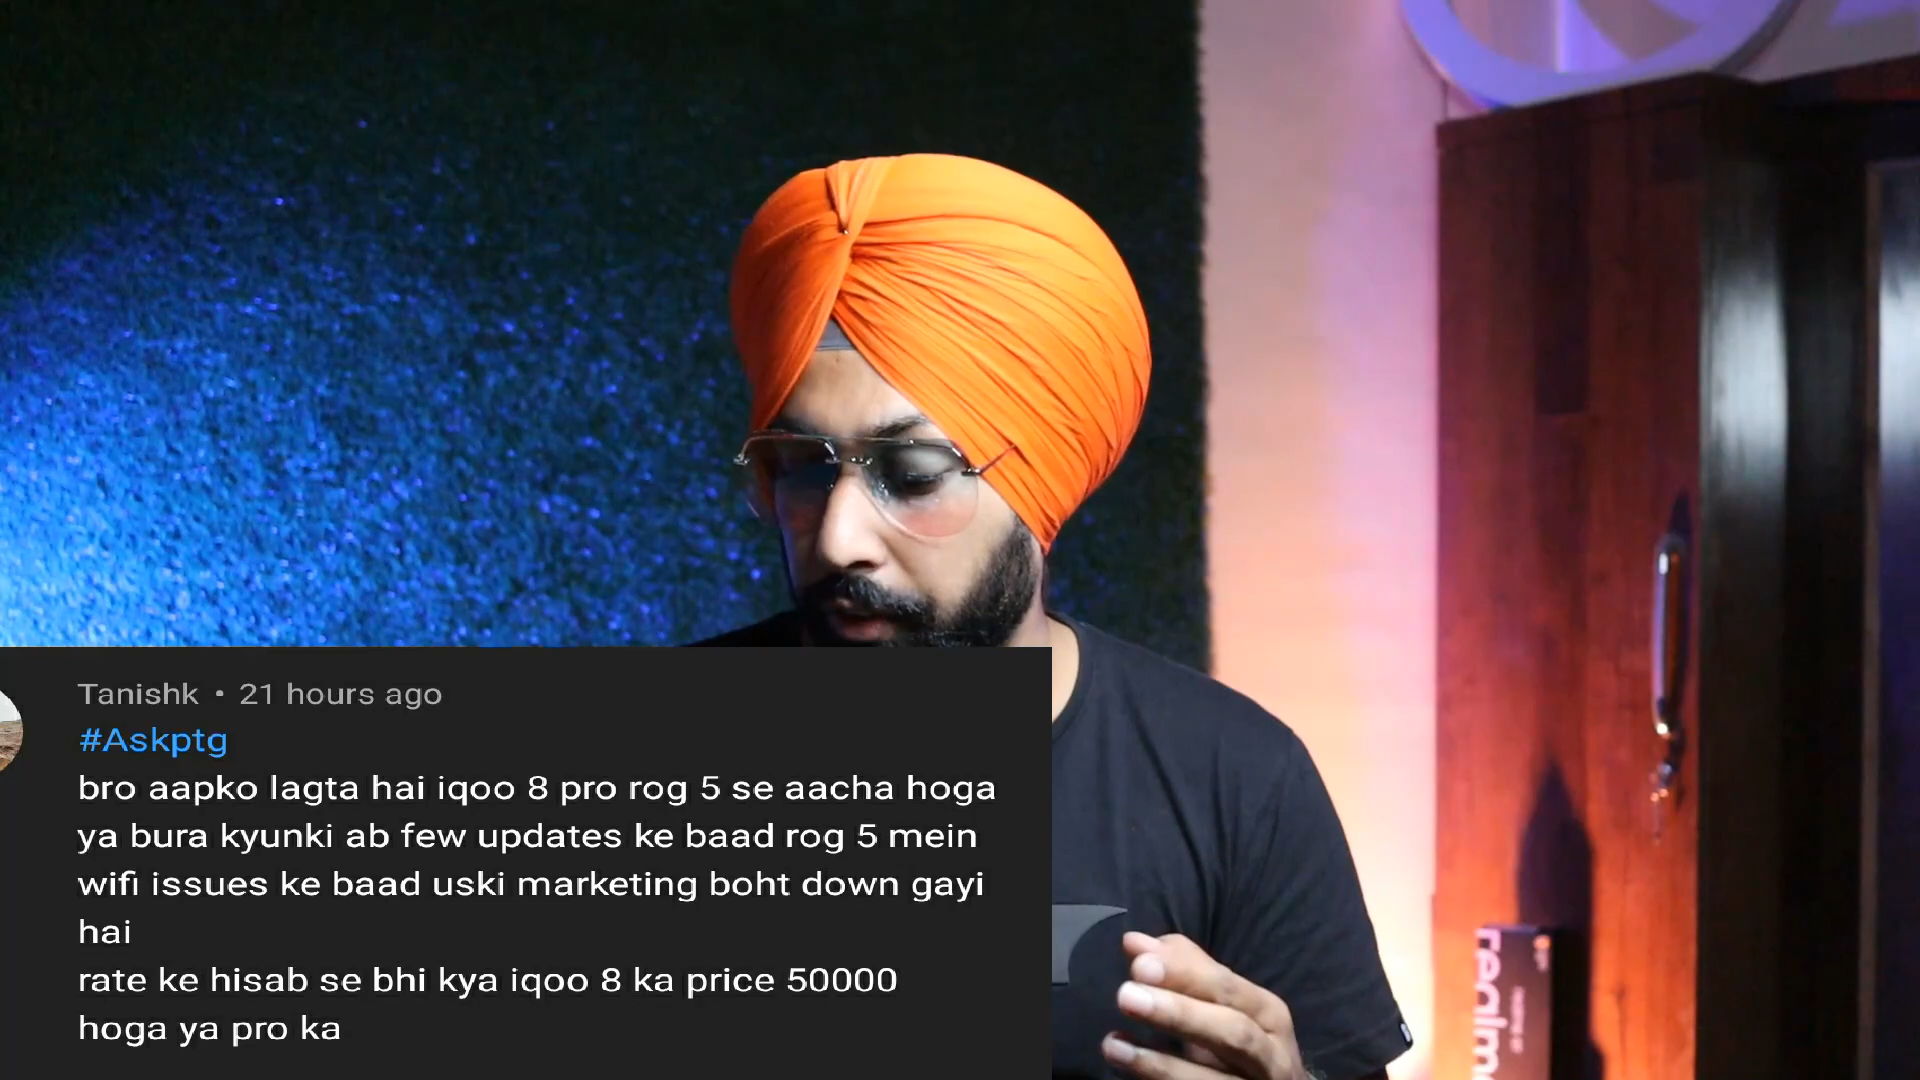 Tanishk • 21 hours ago
#Askptg
bro aapko lagta hai iqoo 8 pro rog 5 se aacha hoga
ya bura kyunki ab few updates ke baad rog 5 mein
wifi issues ke baad uski marketing boht down gayi
hai
rate ke hisab se bhi kya iqoo 8 ka price 50000
hoga ya pro ka
realme